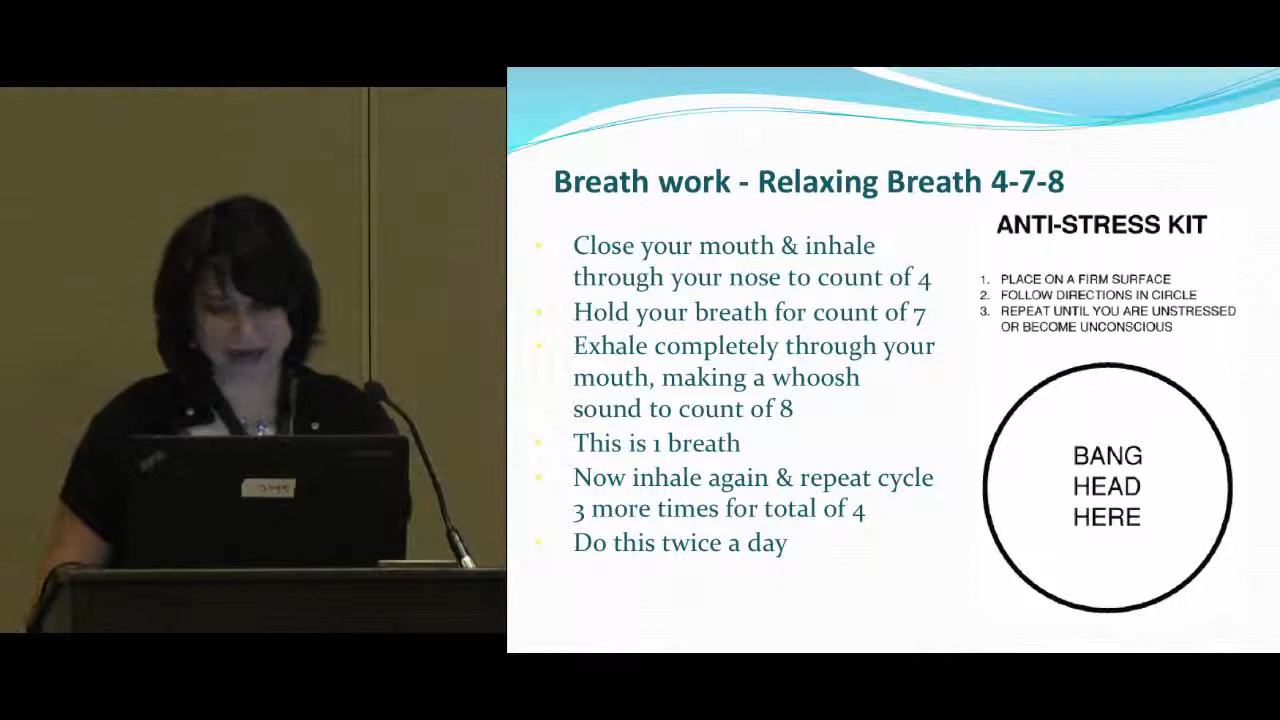 Breath work - Relaxing Breath 4-7-8
Close your mouth & inhale
through your nose to count of 4
Hold your breath for count of 7
Exhale completely through your
mouth, making a whoosh
sound to count of 8
This is 1 breath
Now inhale again & repeat cycle
3 more times for total of 4
Do this twice a day
ANTI-STRESS KIT
1. PLACE ON A FIRM SURFACE
2. FOLLOW DIRECTIONS IN CIRCLE
3. REPEAT UNTIL YOU ARE UNSTRESSED
OR BECOME UNCONSCIOUS
BANG
HEAD
HERE